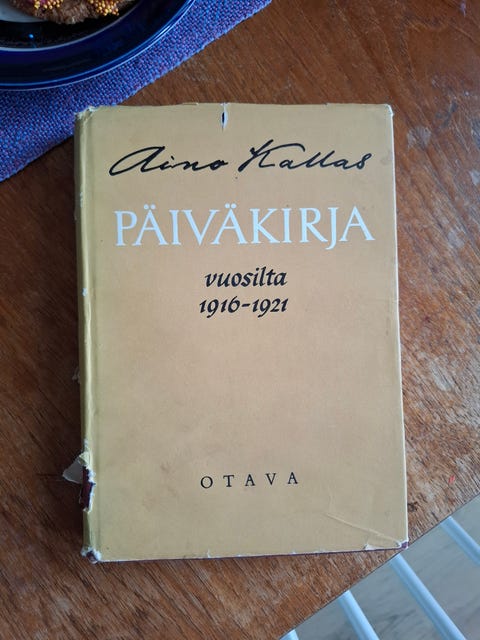 Aino Kallas
PÄIVÄKIRJA
vuosilta
1916-1921
OTAVA